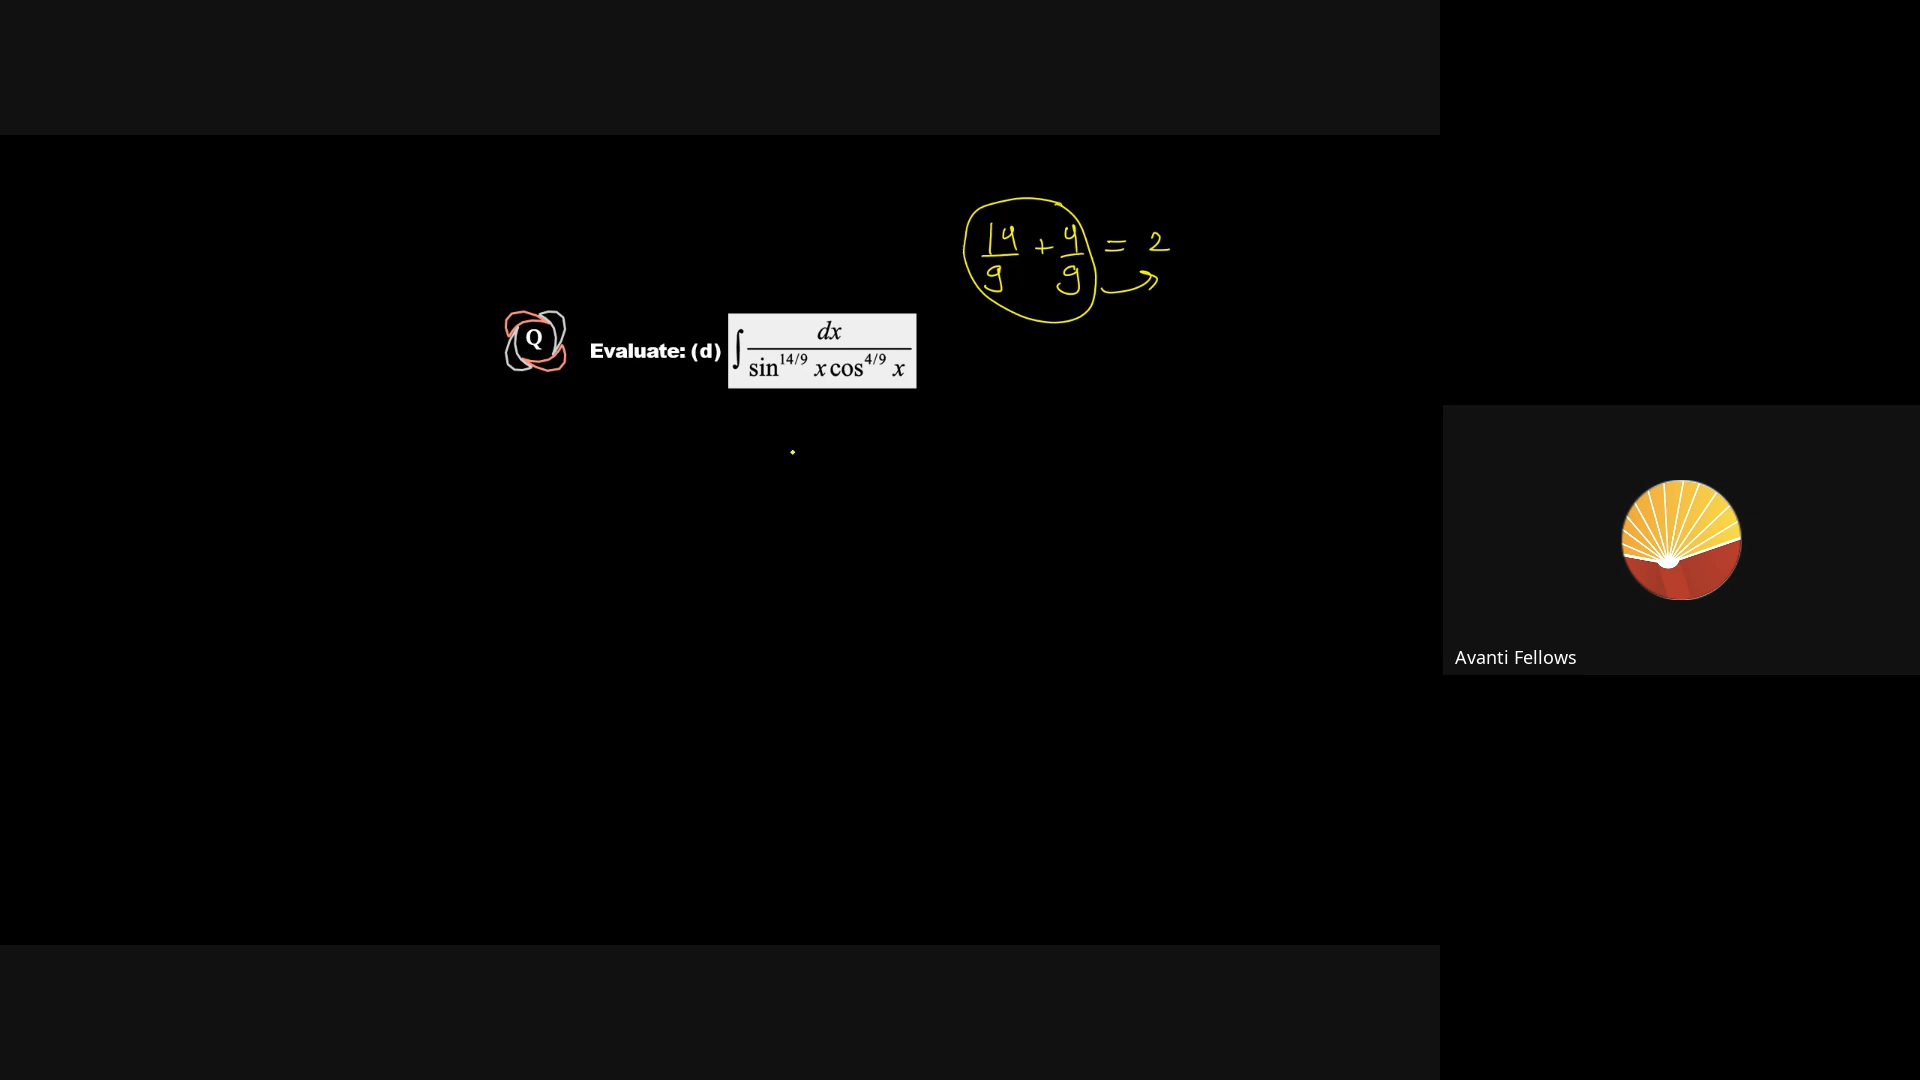 14/9 + 4/9 = 2
Q
Evaluate: (d) ∫ dx / sin^14/9 x cos^4/9 x
Avanti Fellows